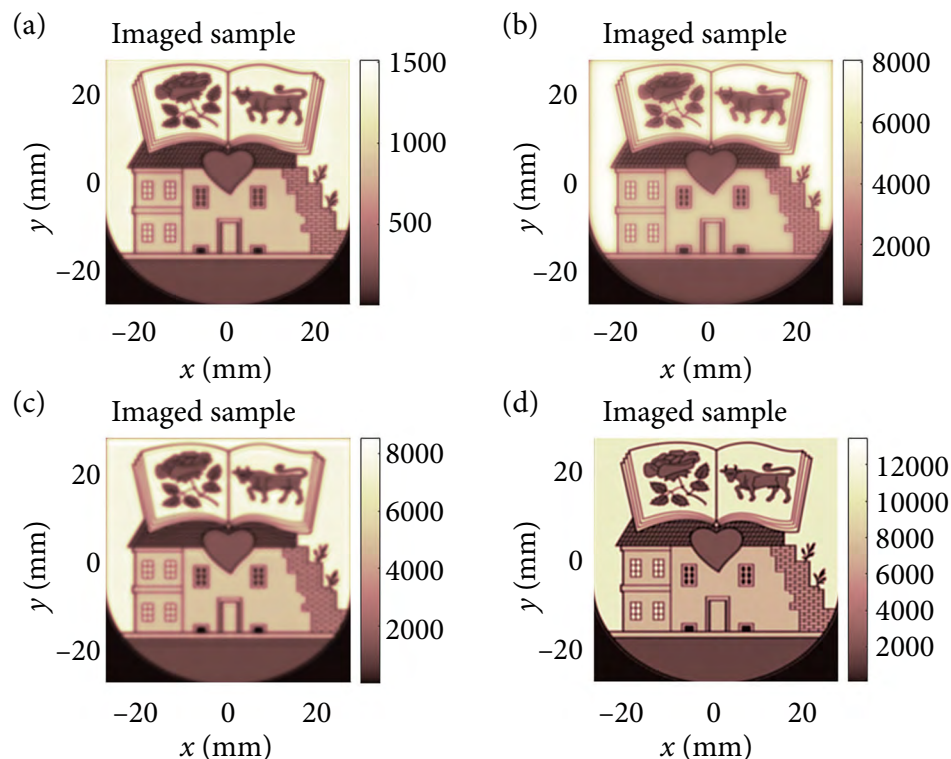 (a)
Imaged sample
1500
1000
500
20
0
–20
y (mm)
–20 0 20
x (mm)
(b)
Imaged sample
8000
6000
4000
2000
20
0
–20
y (mm)
–20 0 20
x (mm)
(c)
Imaged sample
8000
6000
4000
2000
20
0
–20
y (mm)
–20 0 20
x (mm)
(d)
Imaged sample
12000
10000
8000
6000
4000
2000
20
0
–20
y (mm)
–20 0 20
x (mm)